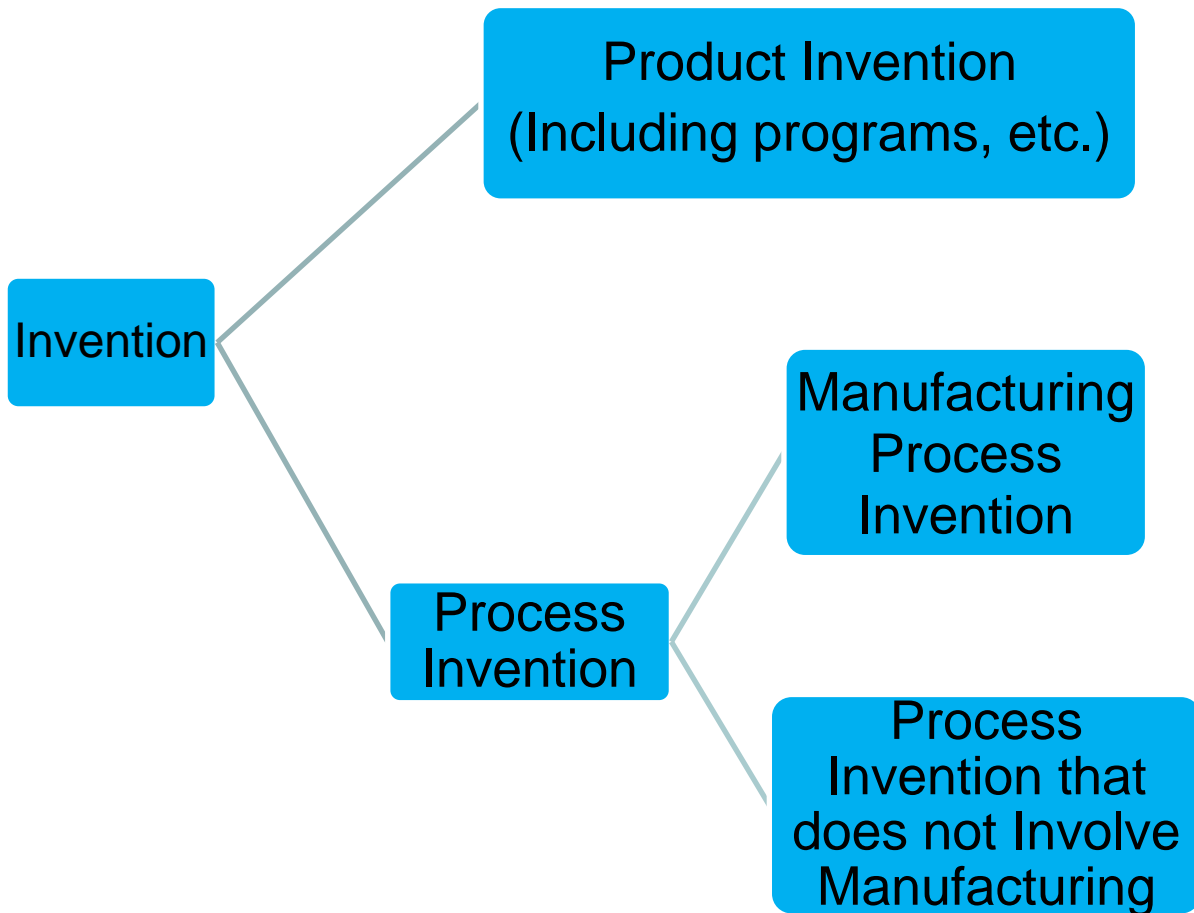 Product Invention
(Including programs, etc.)
Invention
Manufacturing
Process
Invention
Process
Invention
Process
Invention that
does not Involve
Manufacturing